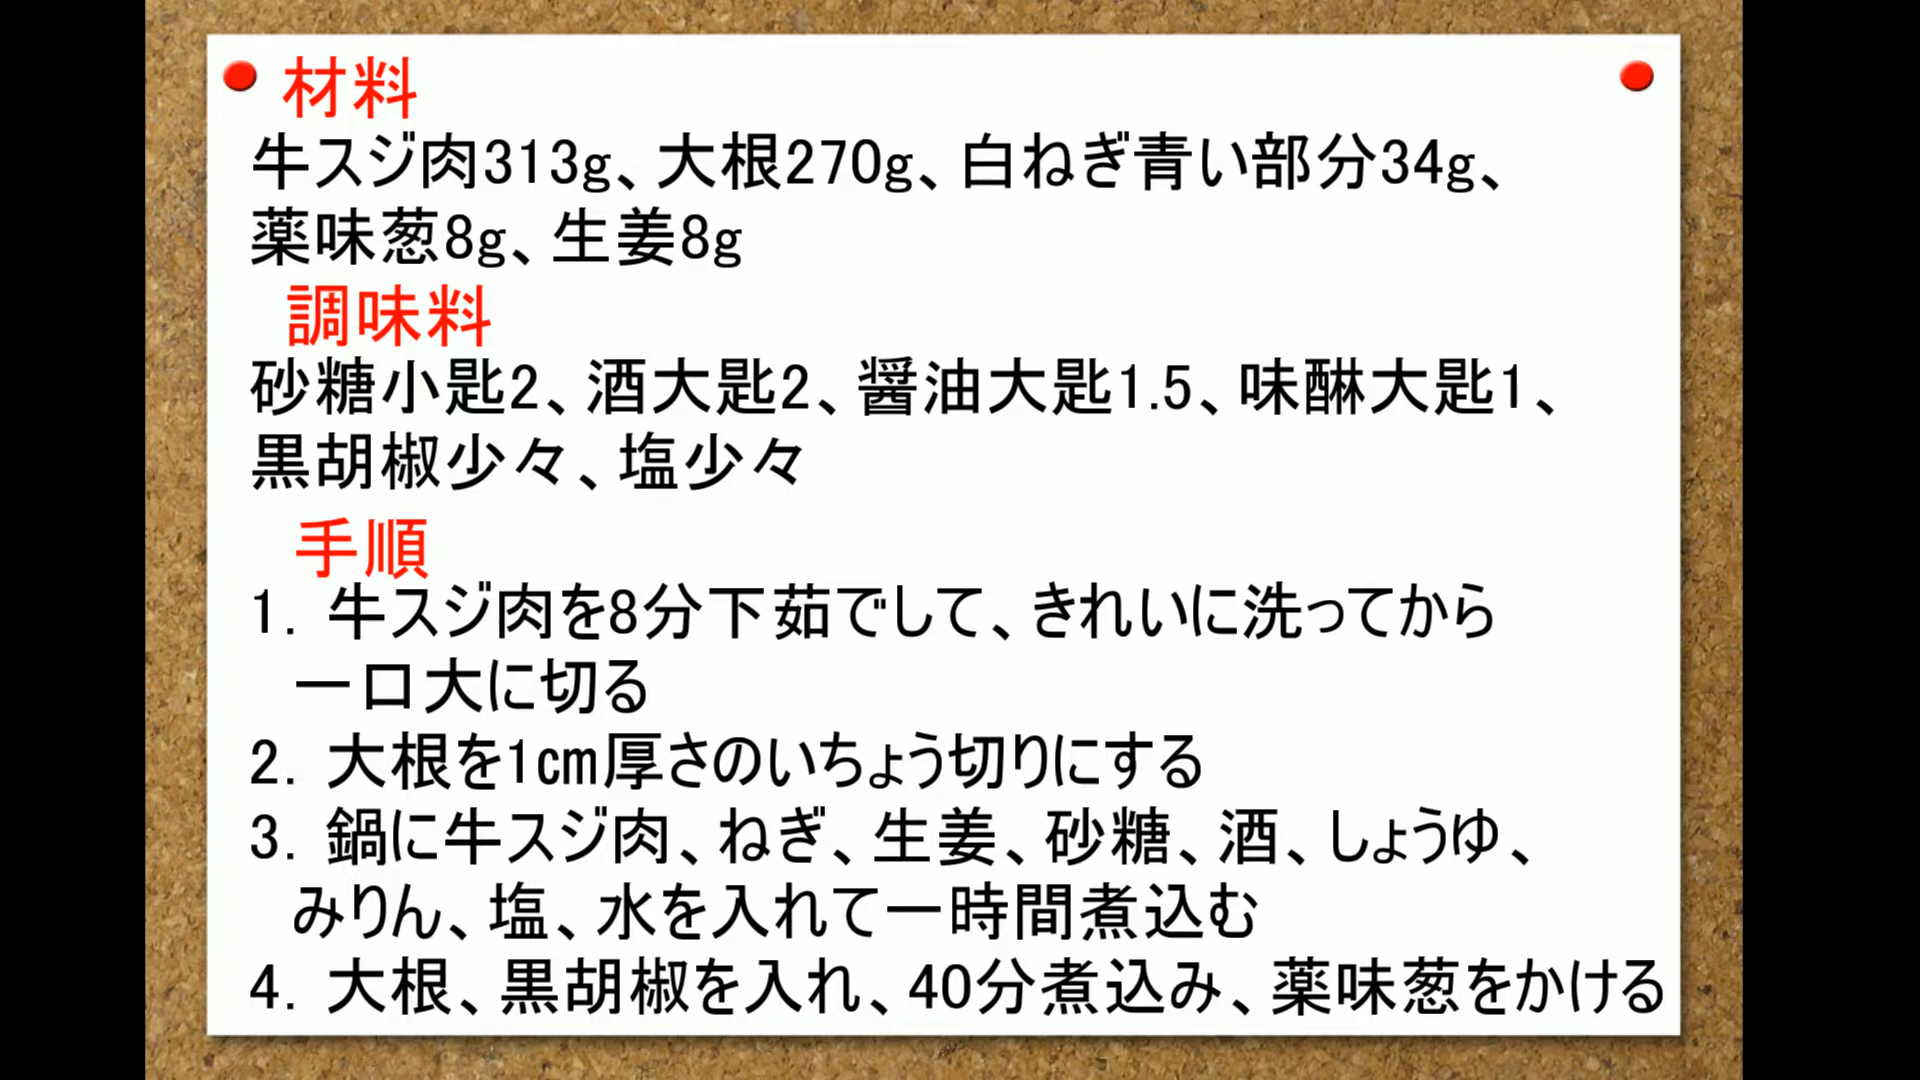 材料
牛スジ肉313g、大根270g、白ねぎ青い部分34g、
薬味葱8g、生姜8g
調味料
砂糖小匙2、酒大匙2、醤油大匙1.5、味醂大匙1、
黒胡椒少々、塩少々
手順
1. 牛スジ肉を8分下茹でして、きれいに洗ってから
一口大に切る
2. 大根を1㎝厚さのいちょう切りにする
3. 鍋に牛スジ肉、ねぎ、生姜、砂糖、酒、しょうゆ、
みりん、塩、水を入れて一時間煮込む
4. 大根、黒胡椒を入れ、40分煮込み、薬味葱をかける